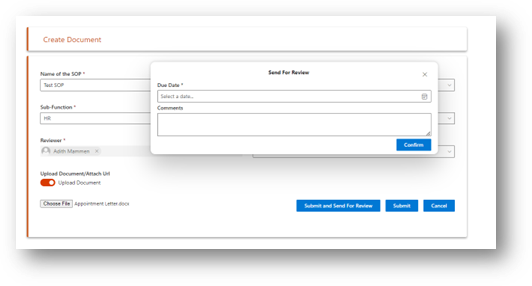 Create Document
Send For Review
Name of the SOP *
Test SOP
Due Date *
Select a date...
Comments
Sub-Function *
HR
Confirm
Reviewer *
Ajith Mammen
Upload Document/Attach Url
Upload Document
Choose File Appointment Letter.docx
Submit and Send For Review
Submit
Cancel